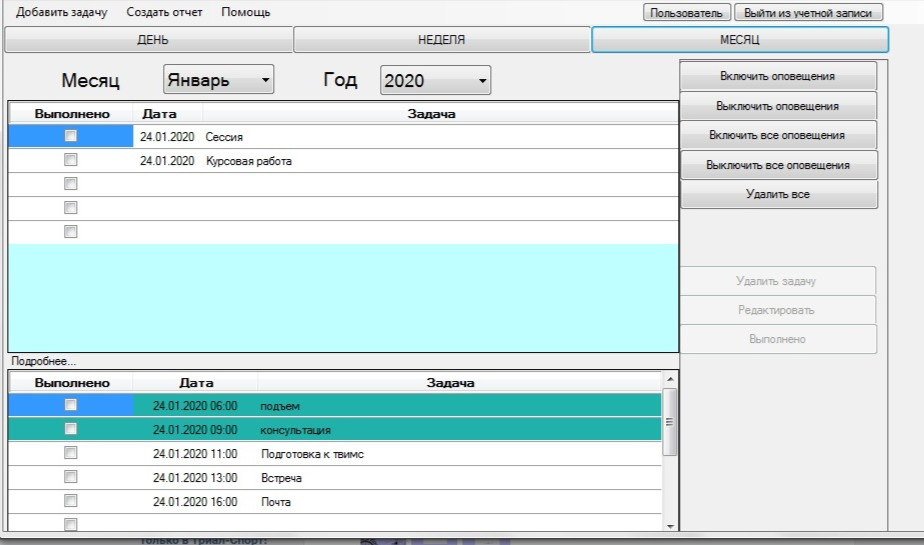 Добавить задачу Создать отчет Помощь Пользователь Выйти из учетной записи
ДЕНЬ НЕДЕЛЯ МЕСЯЦ
Месяц Январь Год 2020
Включить оповещения
Выключить оповещения
Включить все оповещения
Выключить все оповещения
Удалить все
Выполнено Дата Задача
24.01.2020 Сессия
24.01.2020 Курсовая работа
Удалить задачу
Редактировать
Выполнено
Подробнее...
Выполнено Дата Задача
24.01.2020 06:00 подъем
24.01.2020 09:00 консультация
24.01.2020 11:00 Подготовка к твимс
24.01.2020 13:00 Встреча
24.01.2020 16:00 Почта
только в Триал-Спорт!